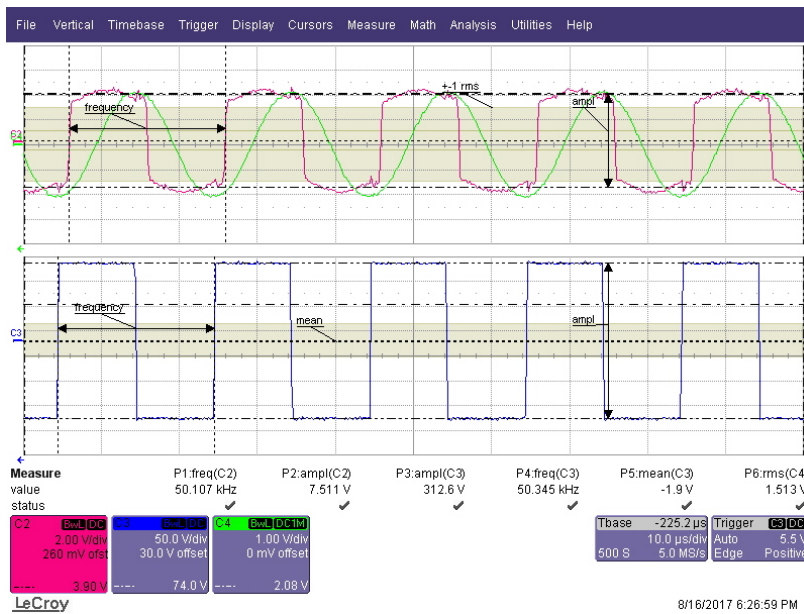 File Vertical Timebase Trigger Display Cursors Measure Math Analysis Utilities Help
+-1 rms
frequency
ampl
C2
frequency
mean
ampl
C3
Measure P1:freq(C2) P2:ampl(C2) P3:ampl(C3) P4:freq(C3) P5:mean(C3) P6:rms(C4
value 50.107 kHz 7.511 V 312.6 V 50.345 kHz -1.9 V 1.513 V
status
C2 BwL DC C3 BwL DC C4 BwL DC1M Tbase -225.2 µs Trigger C3 DC
2.00 V/div 50.0 V/div 1.00 V/div 10.0 µs/div Auto 5.5 V
260 mV ofst 30.0 V offset 0 mV offset 500 S 5.0 MS/s Edge Positive
3.90 V 74.0 V 2.08 V
LeCroy 8/16/2017 6:26:59 PM